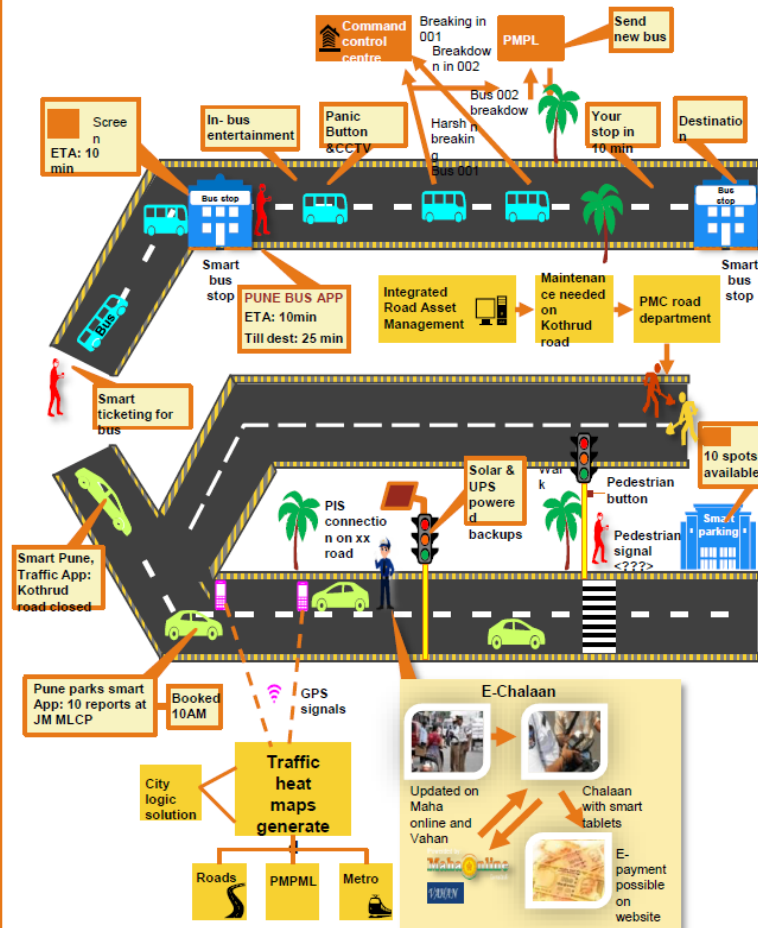 Command
control
centre
Breaking in
001
Breakdow
n in 002
PMPL
Send
new bus
Bus 002
breakdow
n
Harsh
breakin
g
Bus 001
Scree
n
ETA: 10
min
In- bus
entertainment
Panic
Button
&CCTV
Your
stop in
10 min
Destinatio
n
Bus stop
Bus
stop
Smart
bus
stop
Smart
bus
stop
Bus
PUNE BUS APP
ETA: 10min
Till dest: 25 min
Integrated
Road Asset
Management
Maintenan
ce needed
on
Kothrud
road
PMC road
department
Smart
ticketing for
bus
10 spots
available
Solar &
UPS
powere
d
backups
Wal
k
Pedestrian
button
PIS
connectio
n on xx
road
Pedestrian
signal
<???>
Smart
parking
Smart Pune,
Traffic App:
Kothrud
road closed
Pune parks smart
App: 10 reports at
JM MLCP
Booked
10AM
GPS
signals
E-Chalaan
Traffic
heat
maps
generate
d
City
logic
solution
Updated on
Maha
online and
Vahan
Chalaan
with smart
tablets
MahaOnline
VAHAN
E-
payment
possible
on
website
Roads
PMPML
Metro